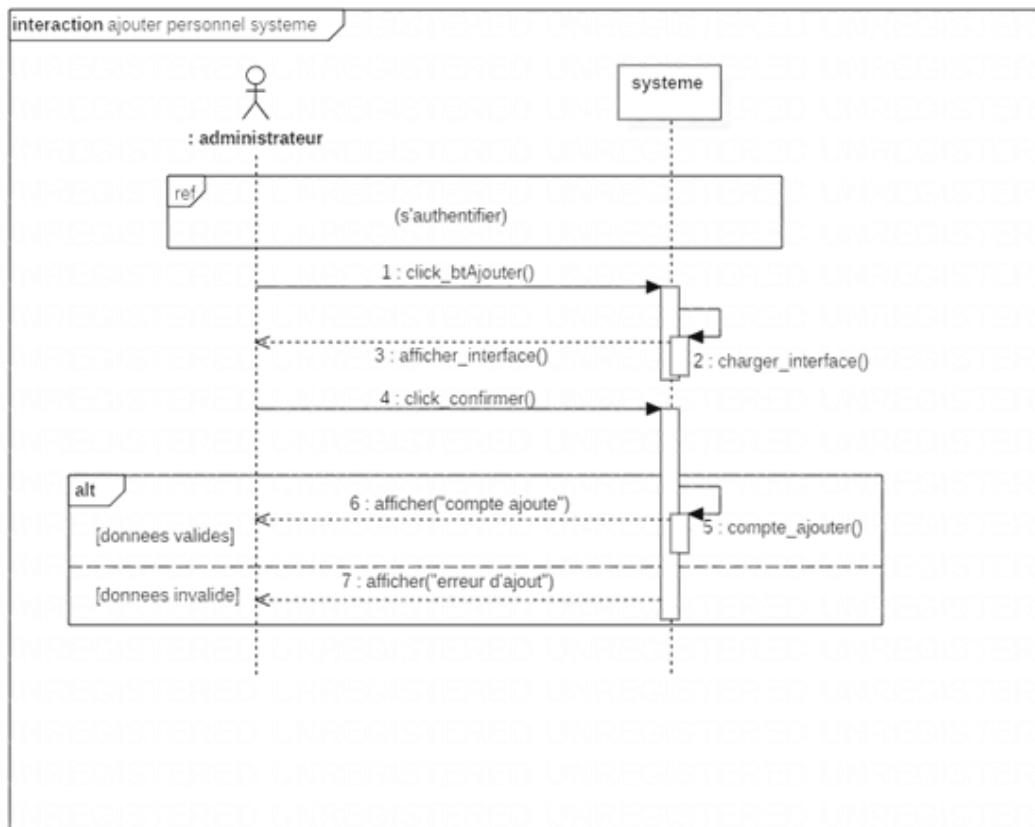 interaction ajouter personnel systeme
systeme
: administrateur
ref
(s'authentifier)
1 : click_btAjouter()
3 : afficher_interface()
2 : charger_interface()
4 : click_confirmer()
alt
6 : afficher("compte ajoute")
5 : compte_ajouter()
[donnees valides]
7 : afficher("erreur d'ajout")
[donnees invalide]
UNREGISTERED